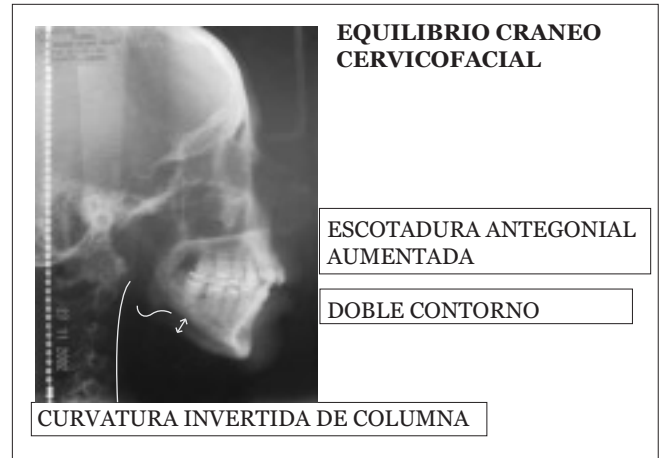 EQUILIBRIO CRANEO
CERVICOFACIAL
ESCOTADURA ANTEGONIAL
AUMENTADA
DOBLE CONTORNO
CURVATURA INVERTIDA DE COLUMNA